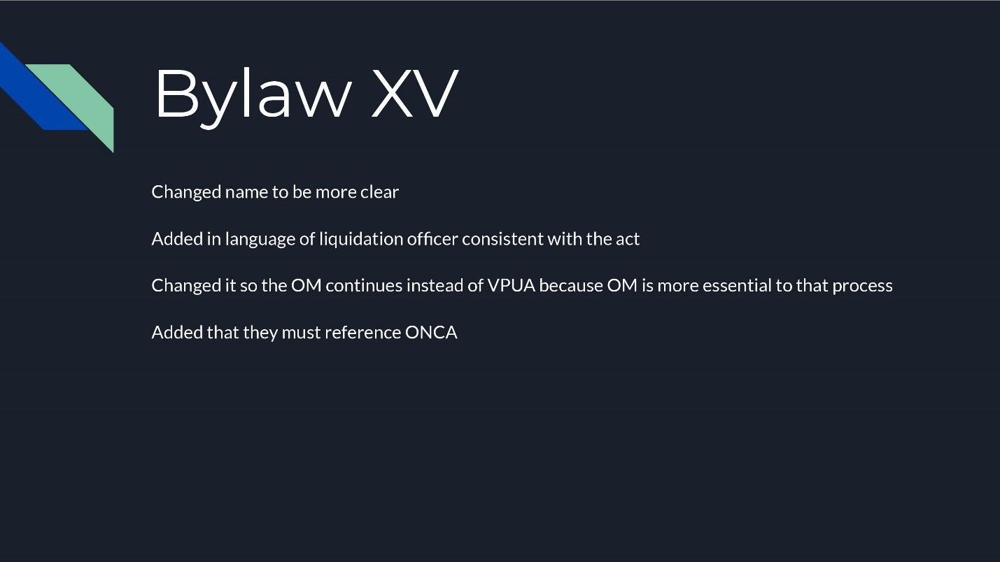 Bylaw XV
Changed name to be more clear
Added in language of liquidation officer consistent with the act
Changed it so the OM continues instead of VPUA because OM is more essential to that process
Added that they must reference ONCA